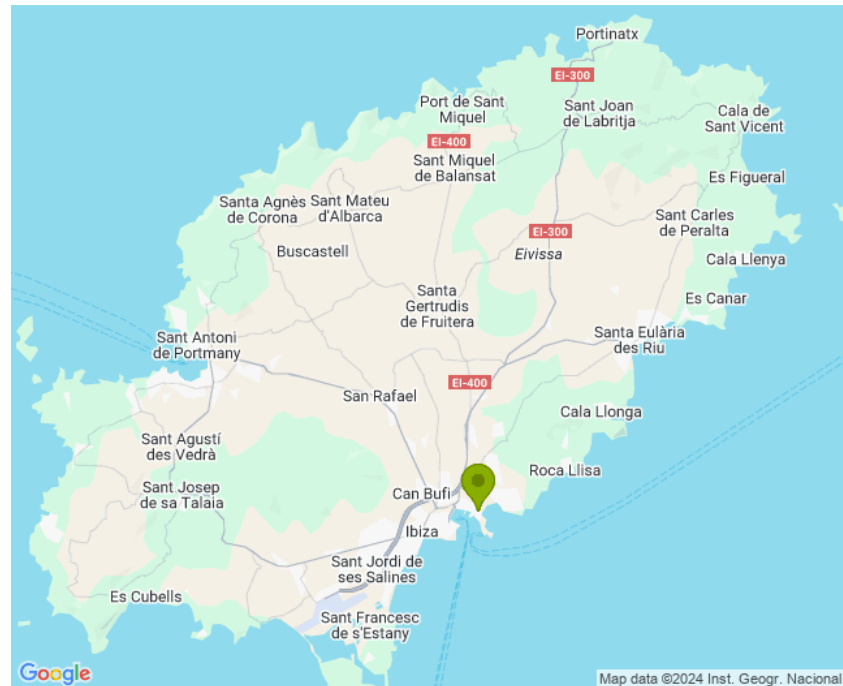 Portinatx
EI-300
Port de Sant
Miquel
Sant Joan
de Labritja
Cala de
Sant Vicent
EI-400
Sant Miquel
de Balansat
Es Figueral
Santa Agnès
de Corona
Sant Mateu
d'Albarca
Sant Carles
de Peralta
EI-300
Buscastell
Eivissa
Cala Llenya
Santa
Gertrudis
de Fruitera
Es Canar
Sant Antoni
de Portmany
Santa Eulària
des Riu
EI-400
San Rafael
Cala Llonga
Sant Agustí
des Vedrà
Roca Llisa
Sant Josep
de sa Talaia
Can Bufi
Ibiza
Sant Jordi de
ses Salines
Es Cubells
Sant Francesc
de s'Estany
Google
Map data ©2024 Inst. Geogr. Nacional